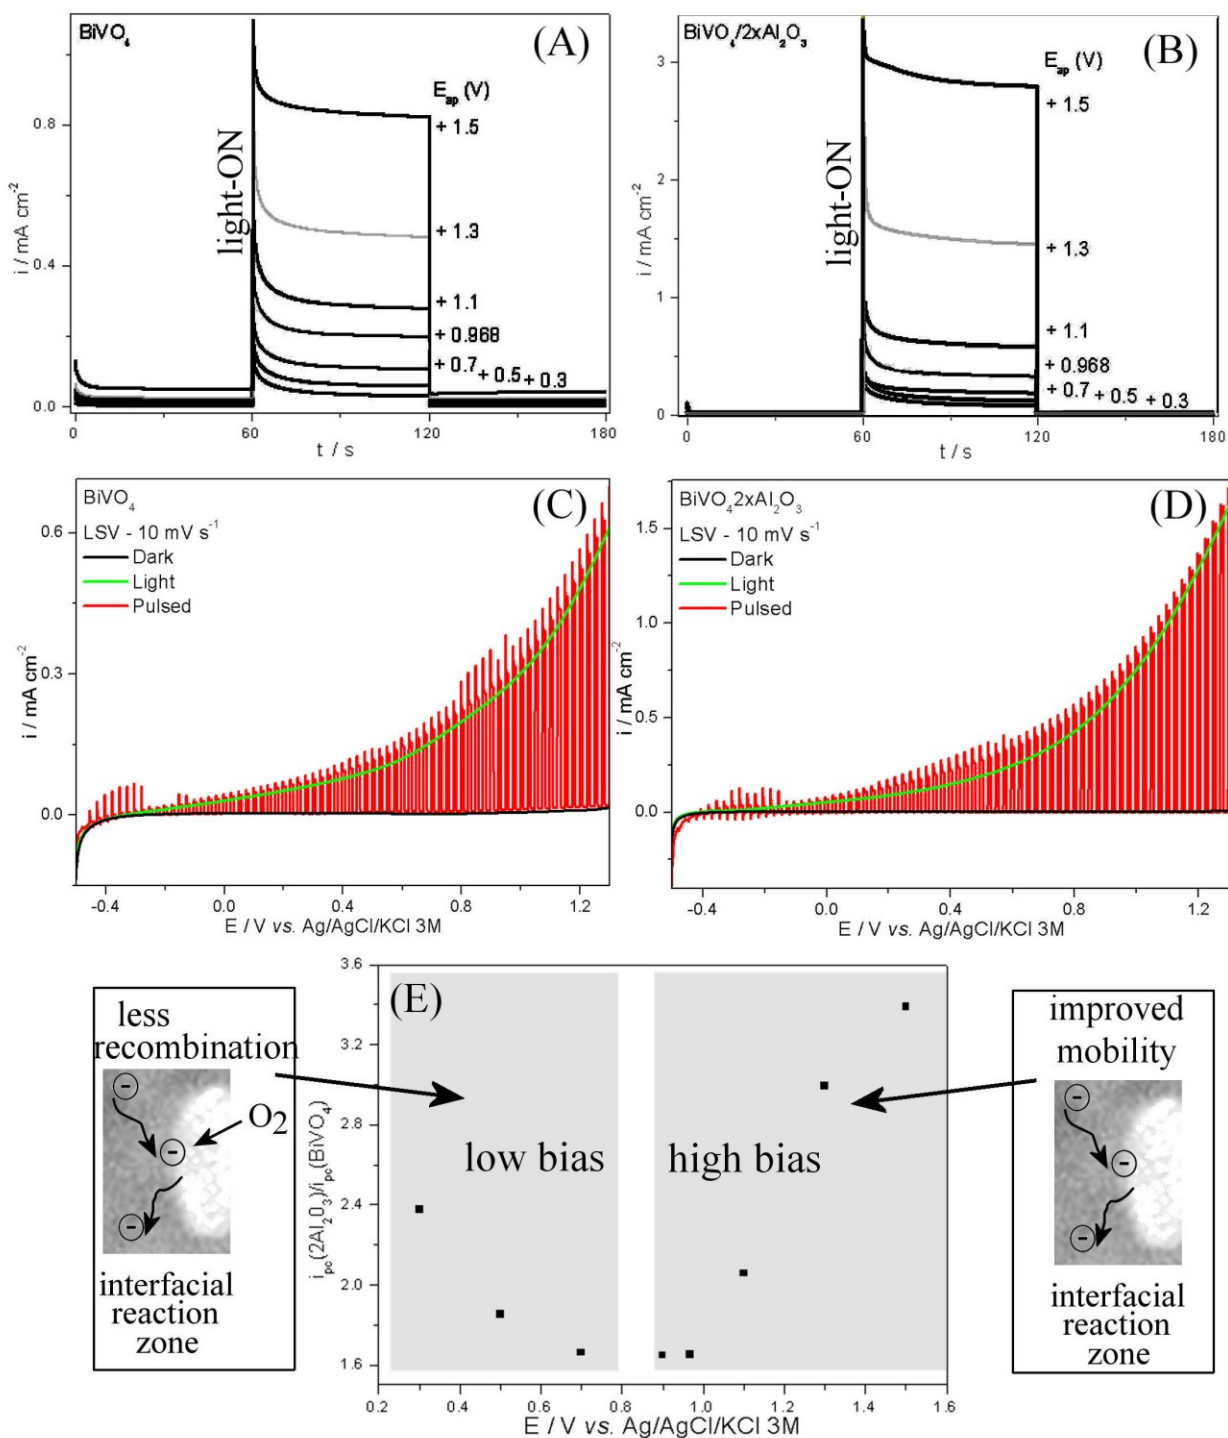 BiVO₄
(A)
E_ap (V)
+ 1.5
+ 1.3
+ 1.1
+ 0.968
+ 0.7 + 0.5 + 0.3
light-ON
0.8
0.4
0.0
i / mA cm⁻²
0 60 120 180
t / s
BiVO₄/2xAl₂O₃
(B)
E_ap (V)
+ 1.5
+ 1.3
+ 1.1
+ 0.968
+ 0.7 + 0.5 + 0.3
light-ON
3
2
1
0
i / mA cm⁻²
0 60 120 180
t / s
BiVO₄
(C)
LSV - 10 mV s⁻¹
Dark
Light
Pulsed
0.6
0.3
0.0
i / mA cm⁻²
-0.4 0.0 0.4 0.8 1.2
E / V vs. Ag/AgCl/KCl 3M
BiVO₄2xAl₂O₃
(D)
LSV - 10 mV s⁻¹
Dark
Light
Pulsed
1.5
1.0
0.5
0.0
i / mA cm⁻²
-0.4 0.0 0.4 0.8 1.2
E / V vs. Ag/AgCl/KCl 3M
less
recombination
O₂
interfacial
reaction
zone
(E)
low bias
high bias
3.6
3.2
2.8
2.4
2.0
1.6
i_pc(2Al₂O₃)/i_pc(BiVO₄)
0.2 0.4 0.6 0.8 1.0 1.2 1.4 1.6
E / V vs. Ag/AgCl/KCl 3M
improved
mobility
interfacial
reaction
zone